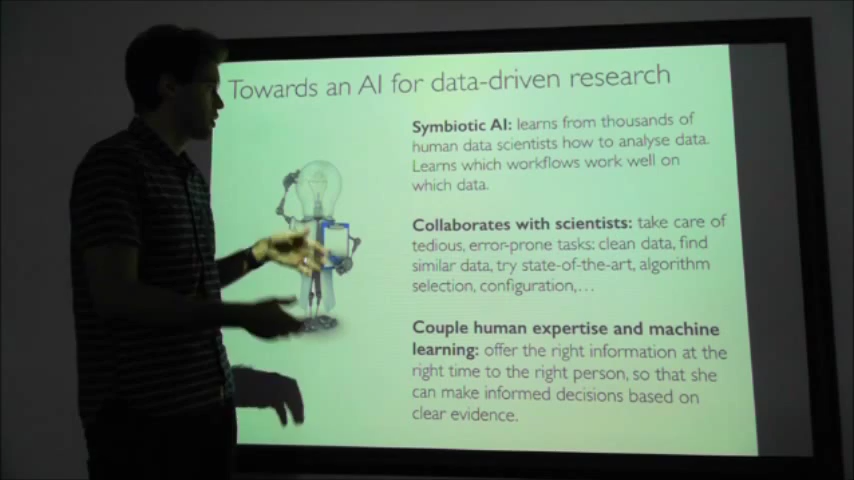 Towards an AI for data-driven research
Symbiotic AI: learns from thousands of
human data scientists how to analyse data.
Learns which workflows work well on
which data.
Collaborates with scientists: take care of
tedious, error-prone tasks: clean data, find
similar data, try state-of-the-art, algorithm
selection, configuration,...
Couple human expertise and machine
learning: offer the right information at the
right time to the right person, so that she
can make informed decisions based on
clear evidence.